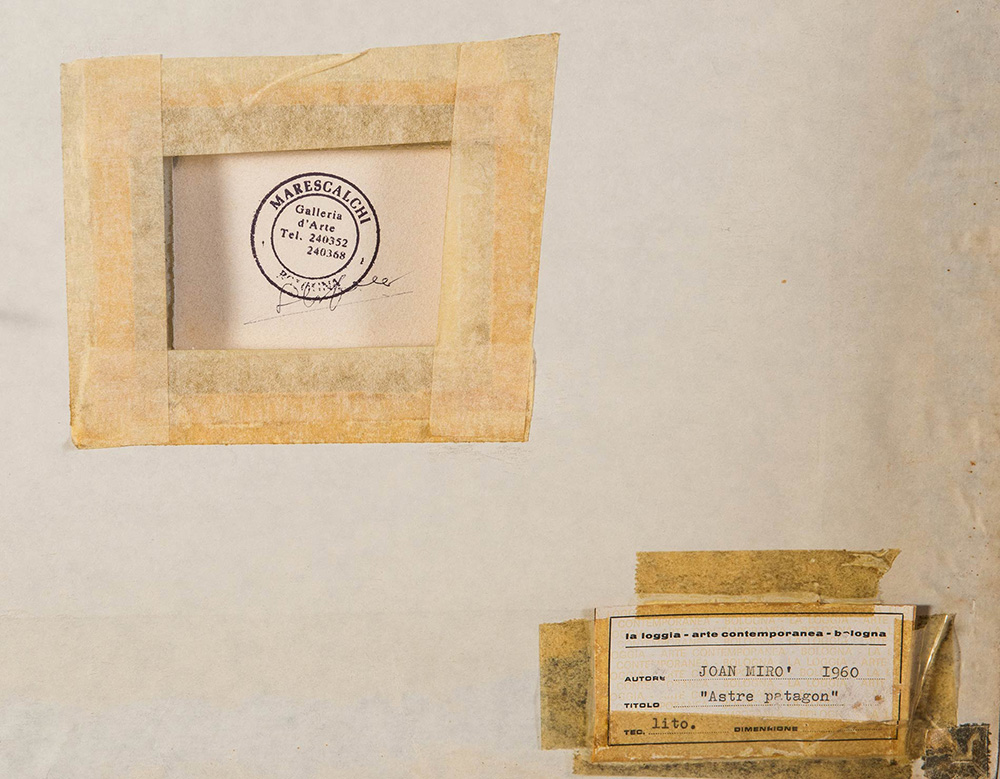 MARESCALCHI
Galleria
d'Arte
Tel. 240352
240368
BOLOGNA
la loggia - arte contemporanea - bologna
AUTORE JOAN MIRO' 1960
TITOLO "Astre patagon"
TEC. lito. DIMENSIONE